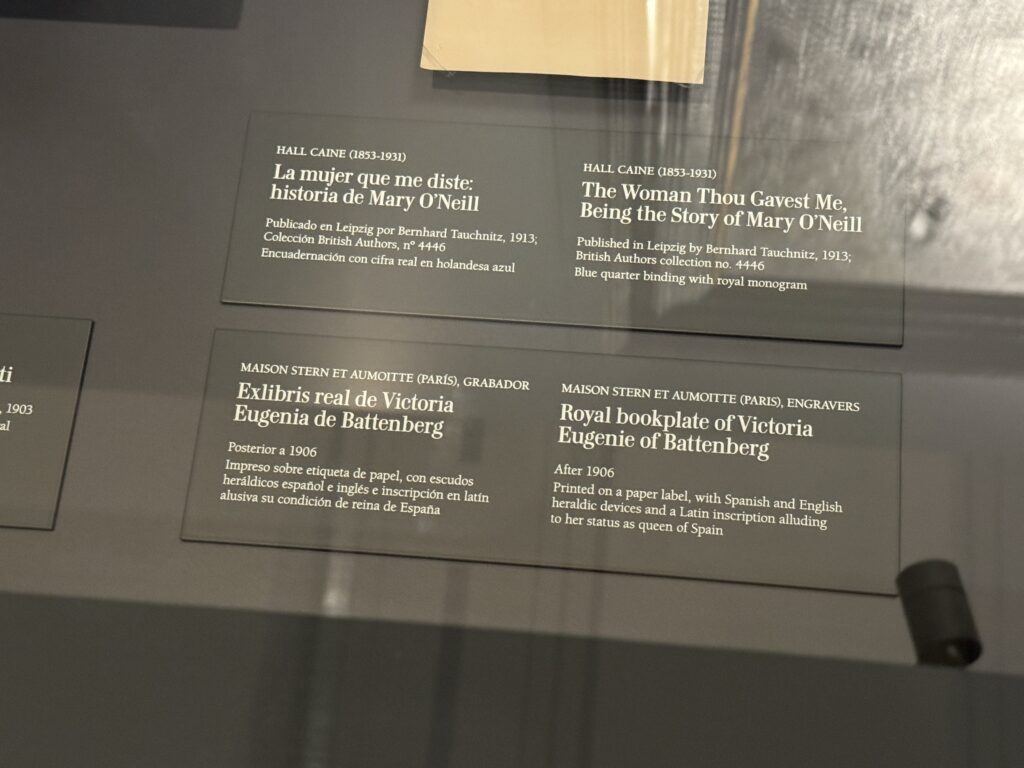 HALL CAINE (1853-1931)
La mujer que me diste:
historia de Mary O'Neill
Publicado en Leipzig por Bernhard Tauchnitz, 1913;
Colección British Authors, nº 4446
Encuadernación con cifra real en holandesa azul
HALL CAINE (1853-1931)
The Woman Thou Gavest Me,
Being the Story of Mary O'Neill
Published in Leipzig by Bernhard Tauchnitz, 1913;
British Authors collection no. 4446
Blue quarter binding with royal monogram
ti
, 1903
al
MAISON STERN ET AUMOITTE (PARÍS), GRABADOR
Exlibris real de Victoria
Eugenia de Battenberg
Posterior a 1906
Impreso sobre etiqueta de papel, con escudos
heráldicos español e inglés e inscripción en latín
alusiva su condición de reina de España
MAISON STERN ET AUMOITTE (PARIS), ENGRAVERS
Royal bookplate of Victoria
Eugenie of Battenberg
After 1906
Printed on a paper label, with Spanish and English
heraldic devices and a Latin inscription alluding
to her status as queen of Spain